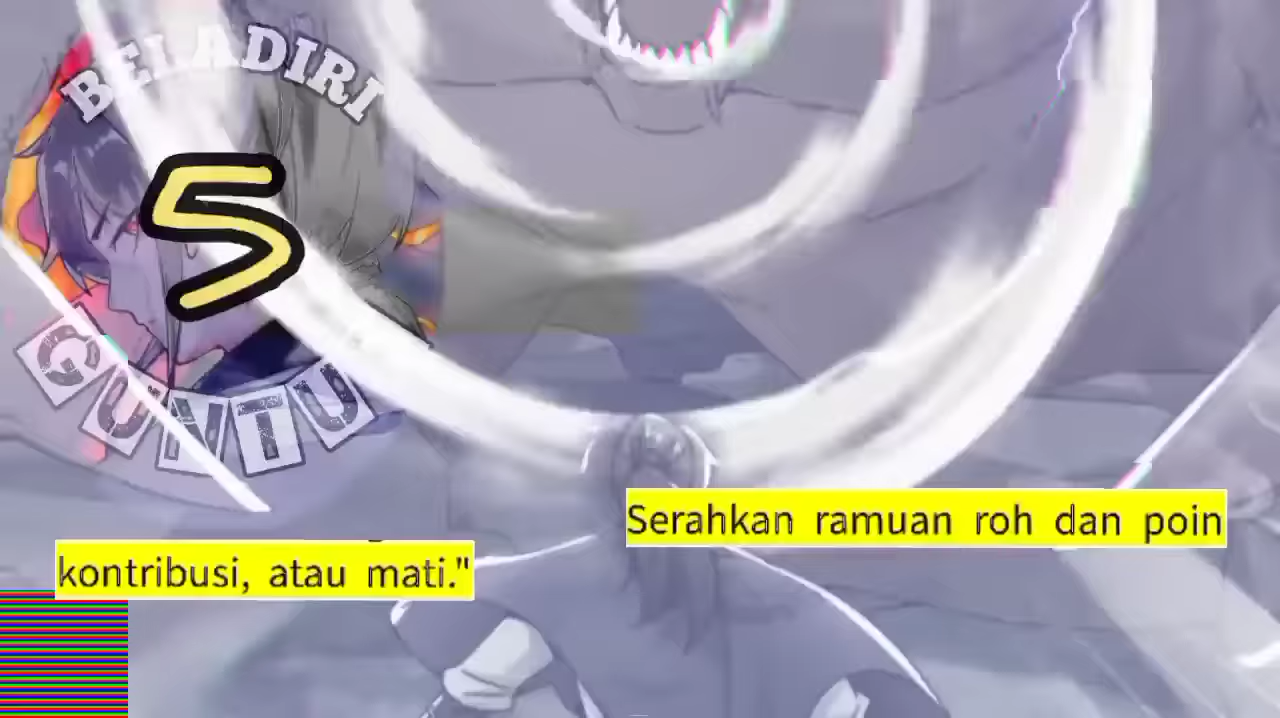 BELADIRI
5
GUNTU
Serahkan ramuan roh dan poin
kontribusi, atau mati."